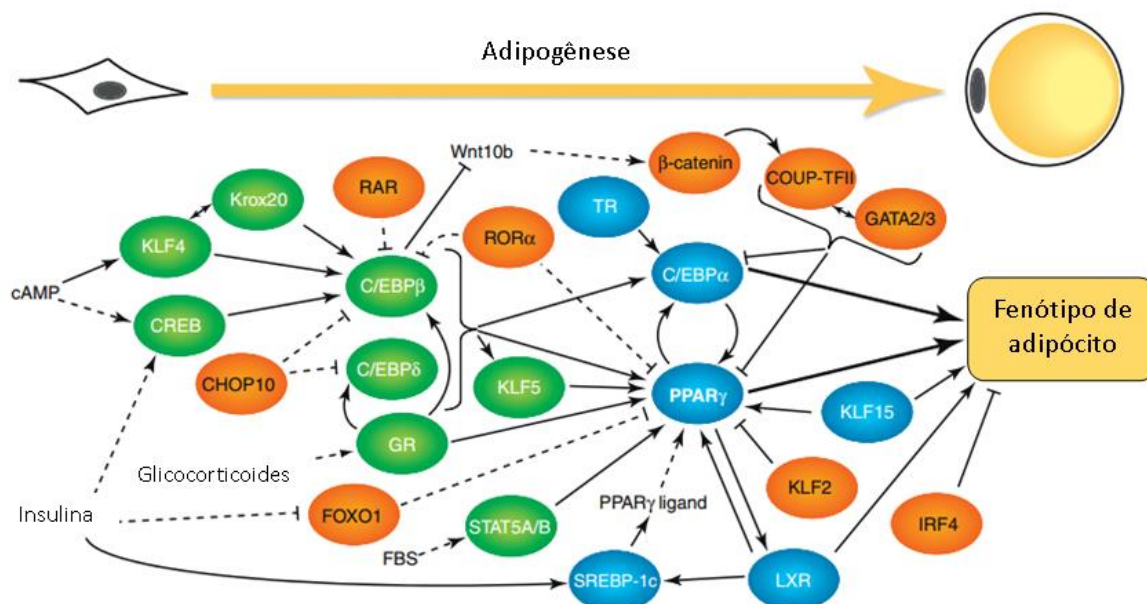 Adipogênese
Wnt10b
β-catenin
COUP-TFII
GATA2/3
RAR
Krox20
TR
RORα
KLF4
C/EBPβ
C/EBPα
cAMP
CREB
Fenótipo de
adipócito
CHOP10
C/EBPδ
KLF5
PPARγ
KLF15
GR
Glicocorticoides
KLF2
PPARγ ligand
Insulina
FOXO1
STAT5A/B
IRF4
FBS
SREBP-1c
LXR